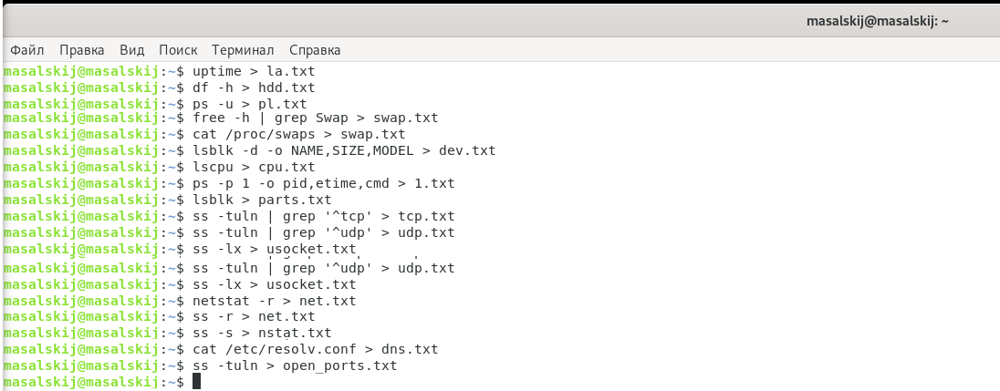 masalskij@masalskij: ~
Файл Правка Вид Поиск Терминал Справка
masalskij@masalskij:~$ uptime > la.txt
masalskij@masalskij:~$ df -h > hdd.txt
masalskij@masalskij:~$ ps -u > pl.txt
masalskij@masalskij:~$ free -h | grep Swap > swap.txt
masalskij@masalskij:~$ cat /proc/swaps > swap.txt
masalskij@masalskij:~$ lsblk -d -o NAME,SIZE,MODEL > dev.txt
masalskij@masalskij:~$ lscpu > cpu.txt
masalskij@masalskij:~$ ps -p 1 -o pid,etime,cmd > 1.txt
masalskij@masalskij:~$ lsblk > parts.txt
masalskij@masalskij:~$ ss -tuln | grep '^tcp' > tcp.txt
masalskij@masalskij:~$ ss -tuln | grep '^udp' > udp.txt
masalskij@masalskij:~$ ss -lx > usocket.txt
masalskij@masalskij:~$ ss -tuln | grep '^udp' > udp.txt
masalskij@masalskij:~$ ss -lx > usocket.txt
masalskij@masalskij:~$ netstat -r > net.txt
masalskij@masalskij:~$ ss -r > net.txt
masalskij@masalskij:~$ ss -s > nstat.txt
masalskij@masalskij:~$ cat /etc/resolv.conf > dns.txt
masalskij@masalskij:~$ ss -tuln > open_ports.txt
masalskij@masalskij:~$